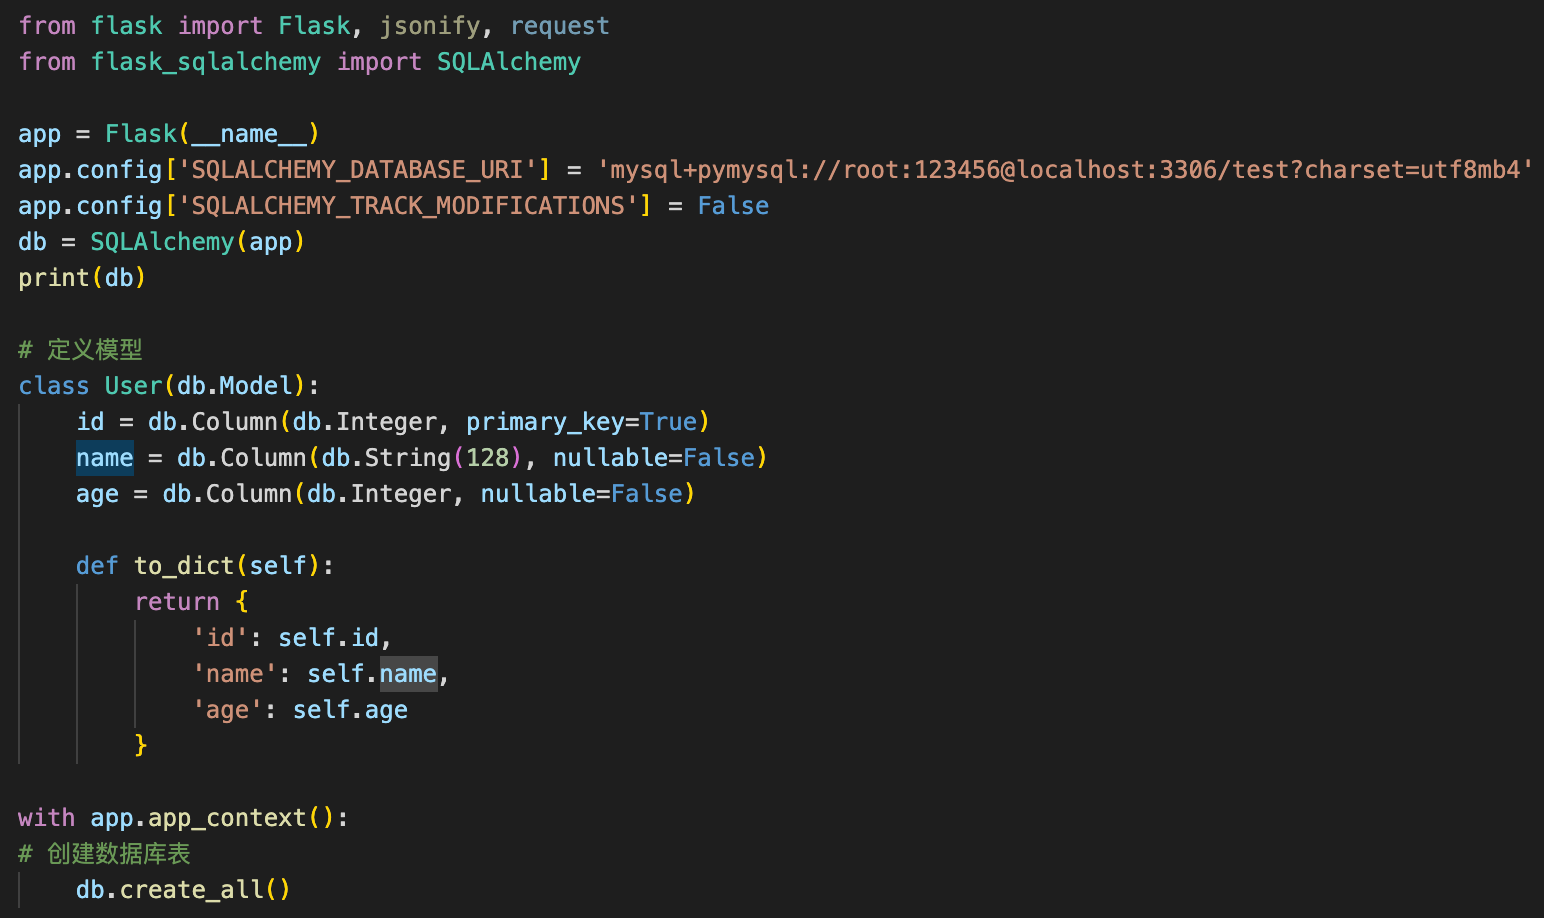 from flask import Flask, jsonify, request
from flask_sqlalchemy import SQLAlchemy
app = Flask(__name__)
app.config['SQLALCHEMY_DATABASE_URI'] = 'mysql+pymysql://root:123456@localhost:3306/test?charset=utf8mb4'
app.config['SQLALCHEMY_TRACK_MODIFICATIONS'] = False
db = SQLAlchemy(app)
print(db)
# 定义模型
class User(db.Model):
    id = db.Column(db.Integer, primary_key=True)
    name = db.Column(db.String(128), nullable=False)
    age = db.Column(db.Integer, nullable=False)
    def to_dict(self):
        return {
            'id': self.id,
            'name': self.name,
            'age': self.age
        }
with app.app_context():
# 创建数据库表
    db.create_all()